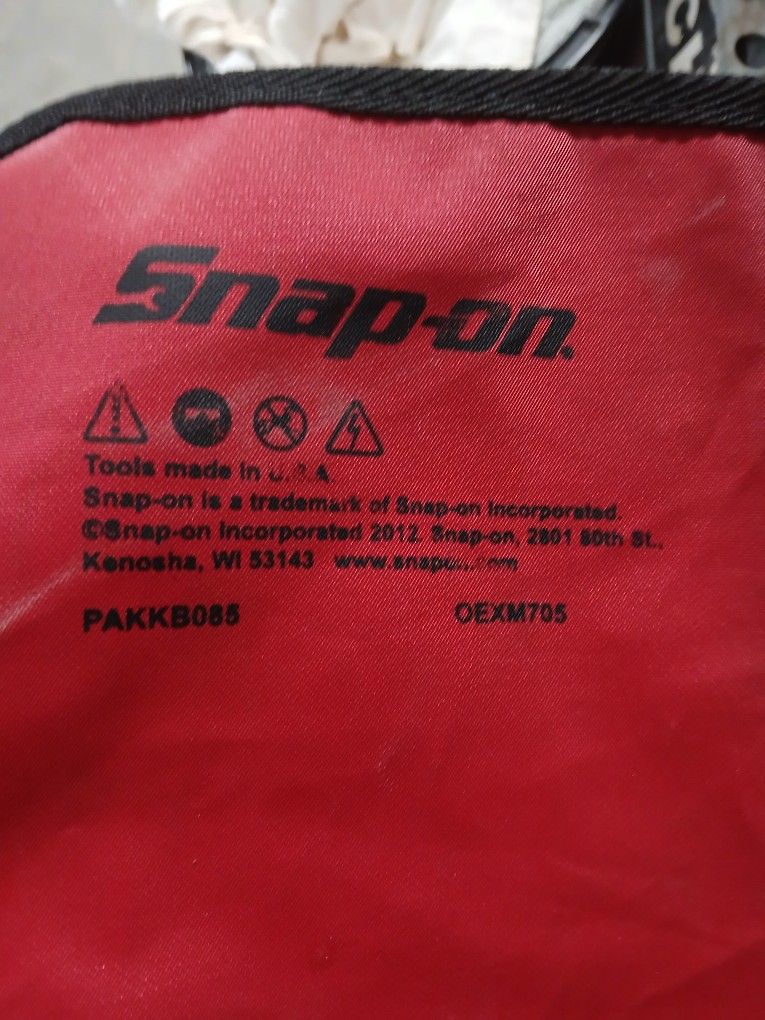 Snap-on
Tools made in U.S.A.
Snap-on is a trademark of Snap-on Incorporated.
©Snap-on Incorporated 2012 Snap-on, 2801 80th St.,
Kenosha, WI 53143
PAKKB085 OEXM705